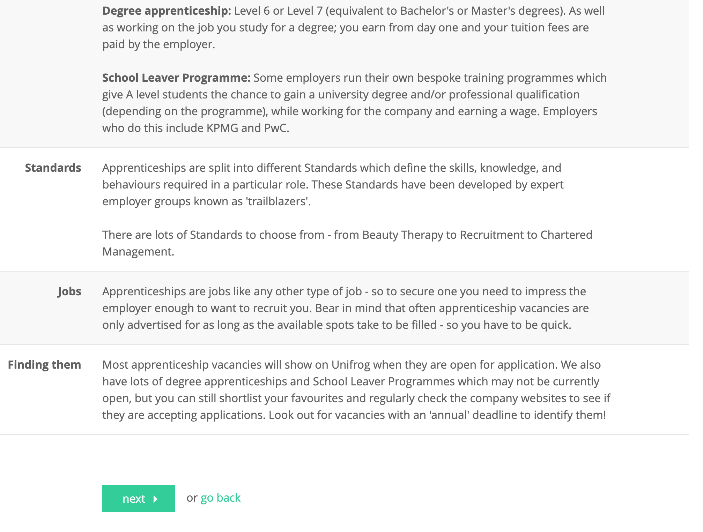 Degree apprenticeship: Level 6 or Level 7 (equivalent to Bachelor's or Master's degrees). As well
as working on the job you study for a degree; you earn from day one and your tuition fees are
paid by the employer.
School Leaver Programme: Some employers run their own bespoke training programmes which
give A level students the chance to gain a university degree and/or professional qualification
(depending on the programme), while working for the company and earning a wage. Employers
who do this include KPMG and PwC.
Standards
Apprenticeships are split into different Standards which define the skills, knowledge, and
behaviours required in a particular role. These Standards have been developed by expert
employer groups known as 'trailblazers'.
There are lots of Standards to choose from - from Beauty Therapy to Recruitment to Chartered
Management.
Jobs
Apprenticeships are jobs like any other type of job - so to secure one you need to impress the
employer enough to want to recruit you. Bear in mind that often apprenticeship vacancies are
only advertised for as long as the available spots take to be filled - so you have to be quick.
Finding them
Most apprenticeship vacancies will show on Unifrog when they are open for application. We also
have lots of degree apprenticeships and School Leaver Programmes which may not be currently
open, but you can still shortlist your favourites and regularly check the company websites to see if
they are accepting applications. Look out for vacancies with an 'annual' deadline to identify them!
next or go back